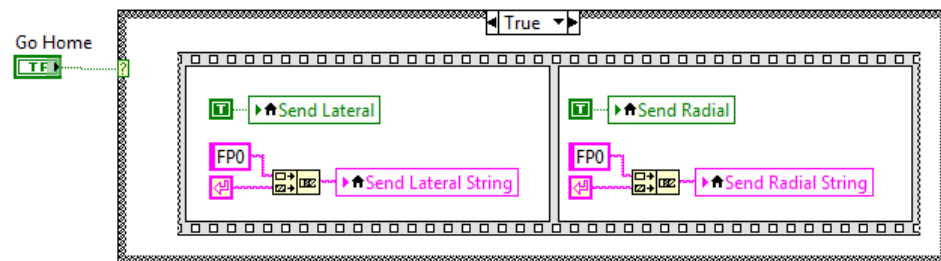 True
Go Home
TF
T
Send Lateral
FP0
Send Lateral String
T
Send Radial
FP0
Send Radial String